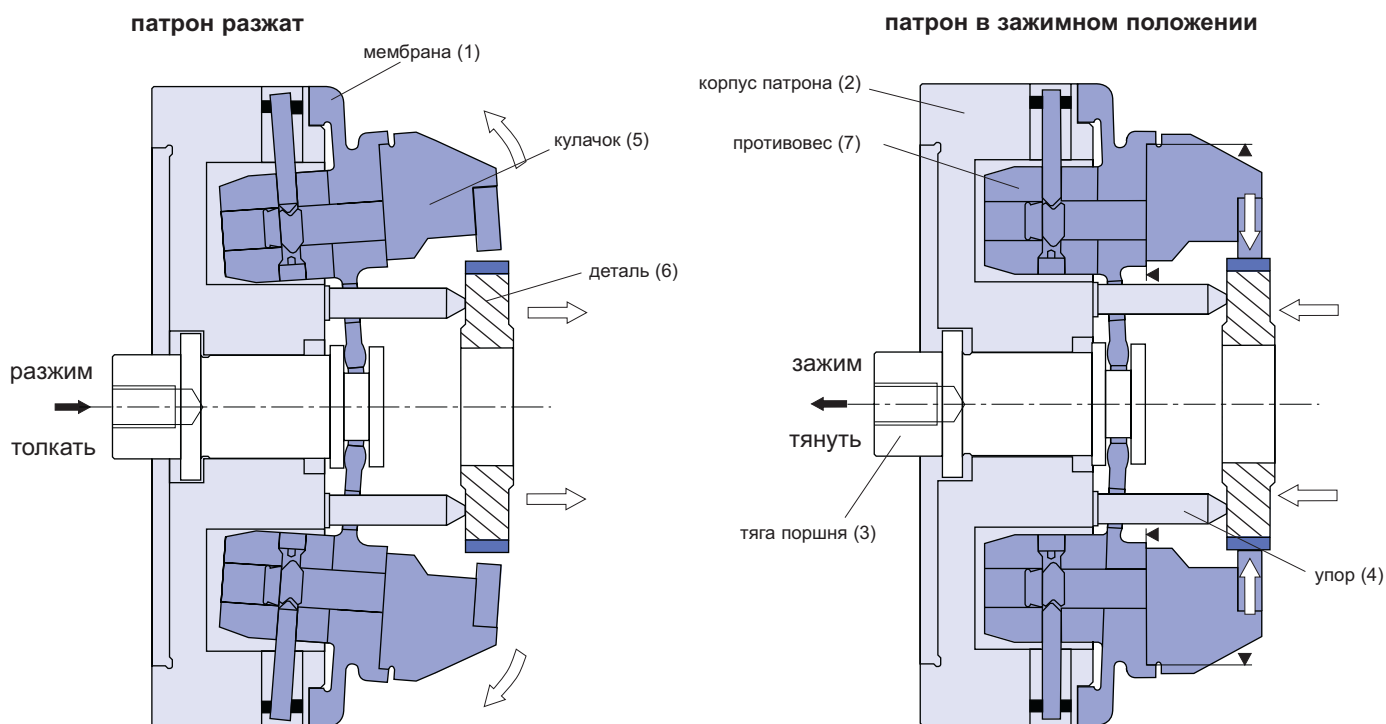 патрон разжат
мембрана (1)
кулачок (5)
деталь (6)
разжим
толкать
патрон в зажимном положении
корпус патрона (2)
противовес (7)
зажим
тянуть
тяга поршня (3)
упор (4)